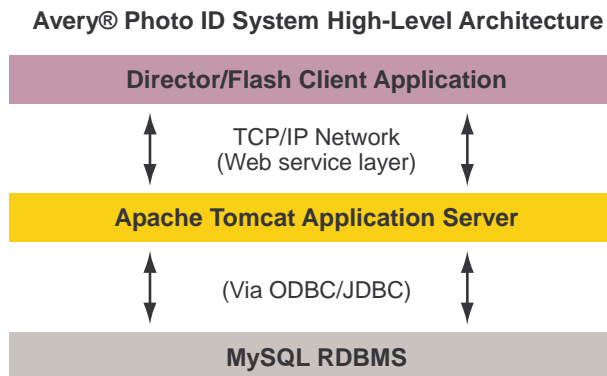 Avery® Photo ID System High-Level Architecture
Director/Flash Client Application
TCP/IP Network
(Web service layer)
Apache Tomcat Application Server
(Via ODBC/JDBC)
MySQL RDBMS